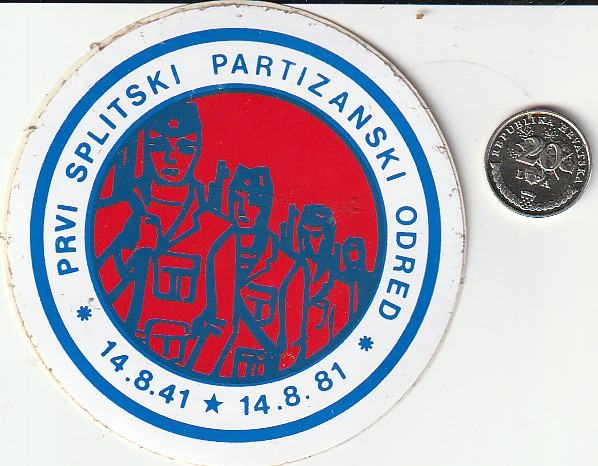 PRVI SPLITSKI PARTIZANSKI ODRED
* 14.8.41 ★ 14.8.81 *
REPUBLIKA HRVATSKA
20
LIPA